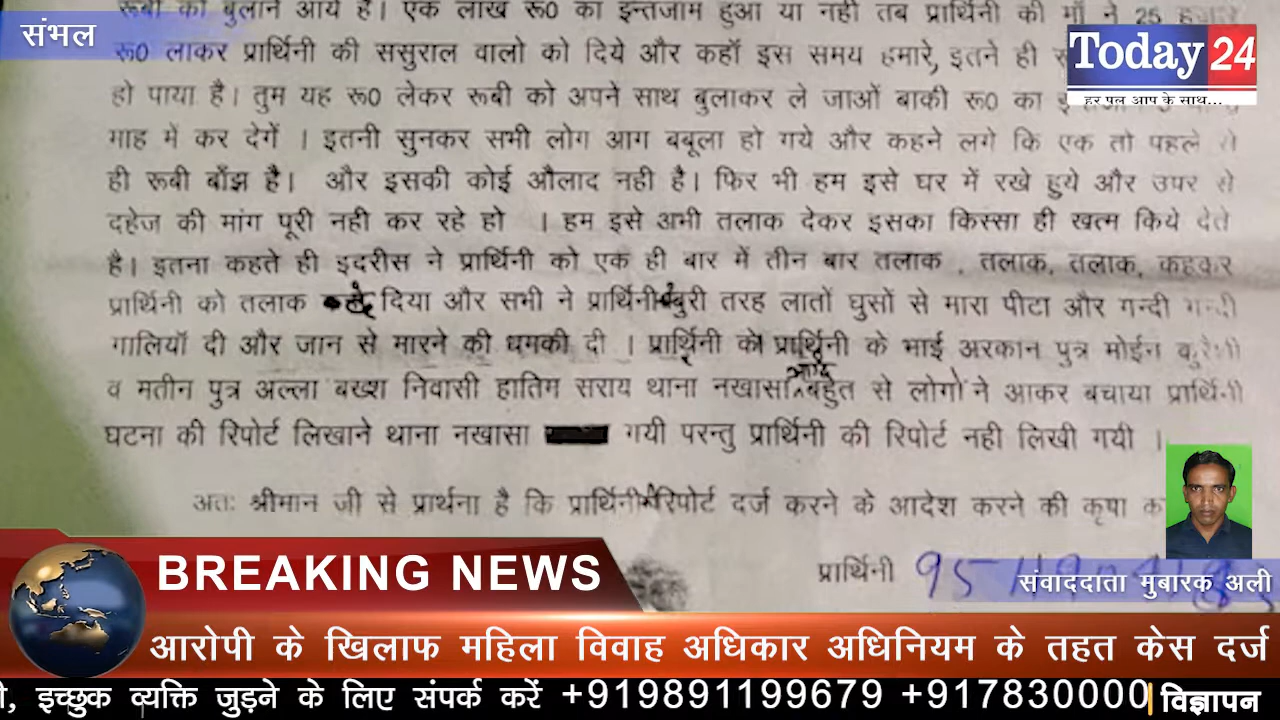 संभल
Today 24
हर पल आप के साथ...
रूबी को बुलाने आये है। एक लाख रू0 का इन्तजाम हुआ या नही तब प्रार्थिनी की माँ ने 25 हजार
रू0 लाकर प्रार्थिनी की ससुराल वालो को दिये और कहाँ इस समय हमारे, इतने ही
हो पाया है। तुम यह रू0 लेकर रूबी को अपने साथ बुलाकर ले जाओं बाकी रू0 का
गाह में कर देगें । इतनी सुनकर सभी लोग आग बबूला हो गये और कहने लगे कि एक तो पहले से
ही रूबी बाँझ है। और इसकी कोई औलाद नही है। फिर भी हम इसे घर में रखे हुये और उपर से
दहेज की मांग पूरी नही कर रहे हो । हम इसे अभी तलाक देकर इसका किस्सा ही खत्म किये देते
है। इतना कहते ही इदरीस ने प्रार्थिनी को एक ही बार में तीन बार तलाक , तलाक, तलाक, कहकर
प्रार्थिनी को तलाक दे दिया और सभी ने प्रार्थिनी को बुरी तरह लातों घुसों से मारा पीटा और गन्दी गन्दी
गालियाँ दी और जान से मारने की धमकी दी । प्रार्थिनी को प्रार्थिनी के भाई अरकान पुत्र मोईन कुरैशी
व मतीन पुत्र अल्ला बख्श निवासी हातिम सराय थाना नखासा आदि बहुत से लोगों ने आकर बचाया प्रार्थिनी
घटना की रिपोर्ट लिखाने थाना नखासा गयी परन्तु प्रार्थिनी की रिपोर्ट नही लिखी गयी ।
अतः श्रीमान जी से प्रार्थना है कि प्रार्थिनी रिपोर्ट दर्ज करने के आदेश करने की कृपा
प्रार्थिनी
संवाददाता मुबारक अली
BREAKING NEWS
आरोपी के खिलाफ महिला विवाह अधिकार अधिनियम के तहत केस दर्ज
, इच्छुक व्यक्ति जुड़ने के लिए संपर्क करें +919891199679 +917830000 विज्ञापन